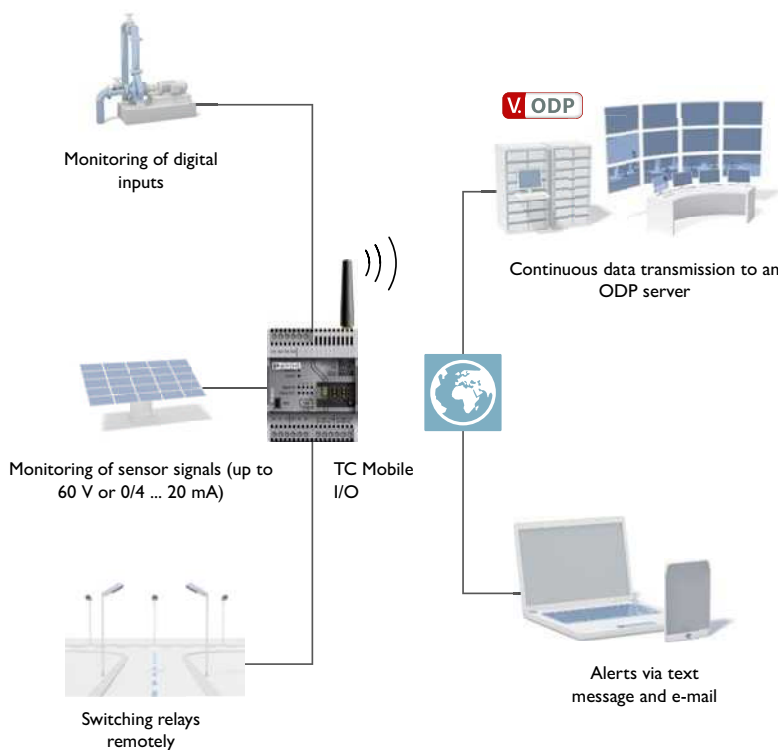 Monitoring of digital
inputs
V. ODP
Continuous data transmission to an
ODP server
Monitoring of sensor signals (up to
60 V or 0/4 ... 20 mA)
TC Mobile
I/O
Switching relays
remotely
Alerts via text
message and e-mail